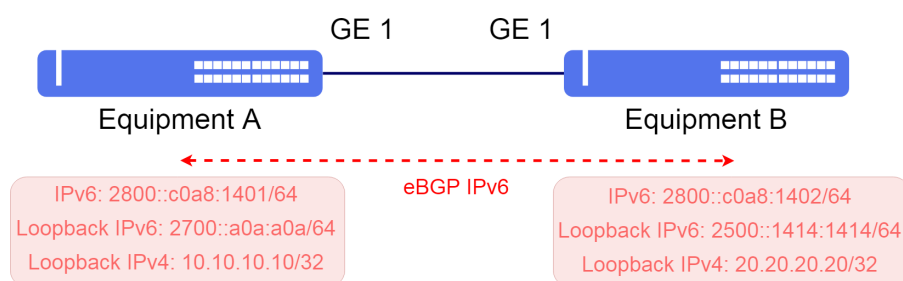 GE 1
GE 1
Equipment A
Equipment B
eBGP IPv6
IPv6: 2800::c0a8:1401/64
Loopback IPv6: 2700::a0a:a0a/64
Loopback IPv4: 10.10.10.10/32
IPv6: 2800::c0a8:1402/64
Loopback IPv6: 2500::1414:1414/64
Loopback IPv4: 20.20.20.20/32